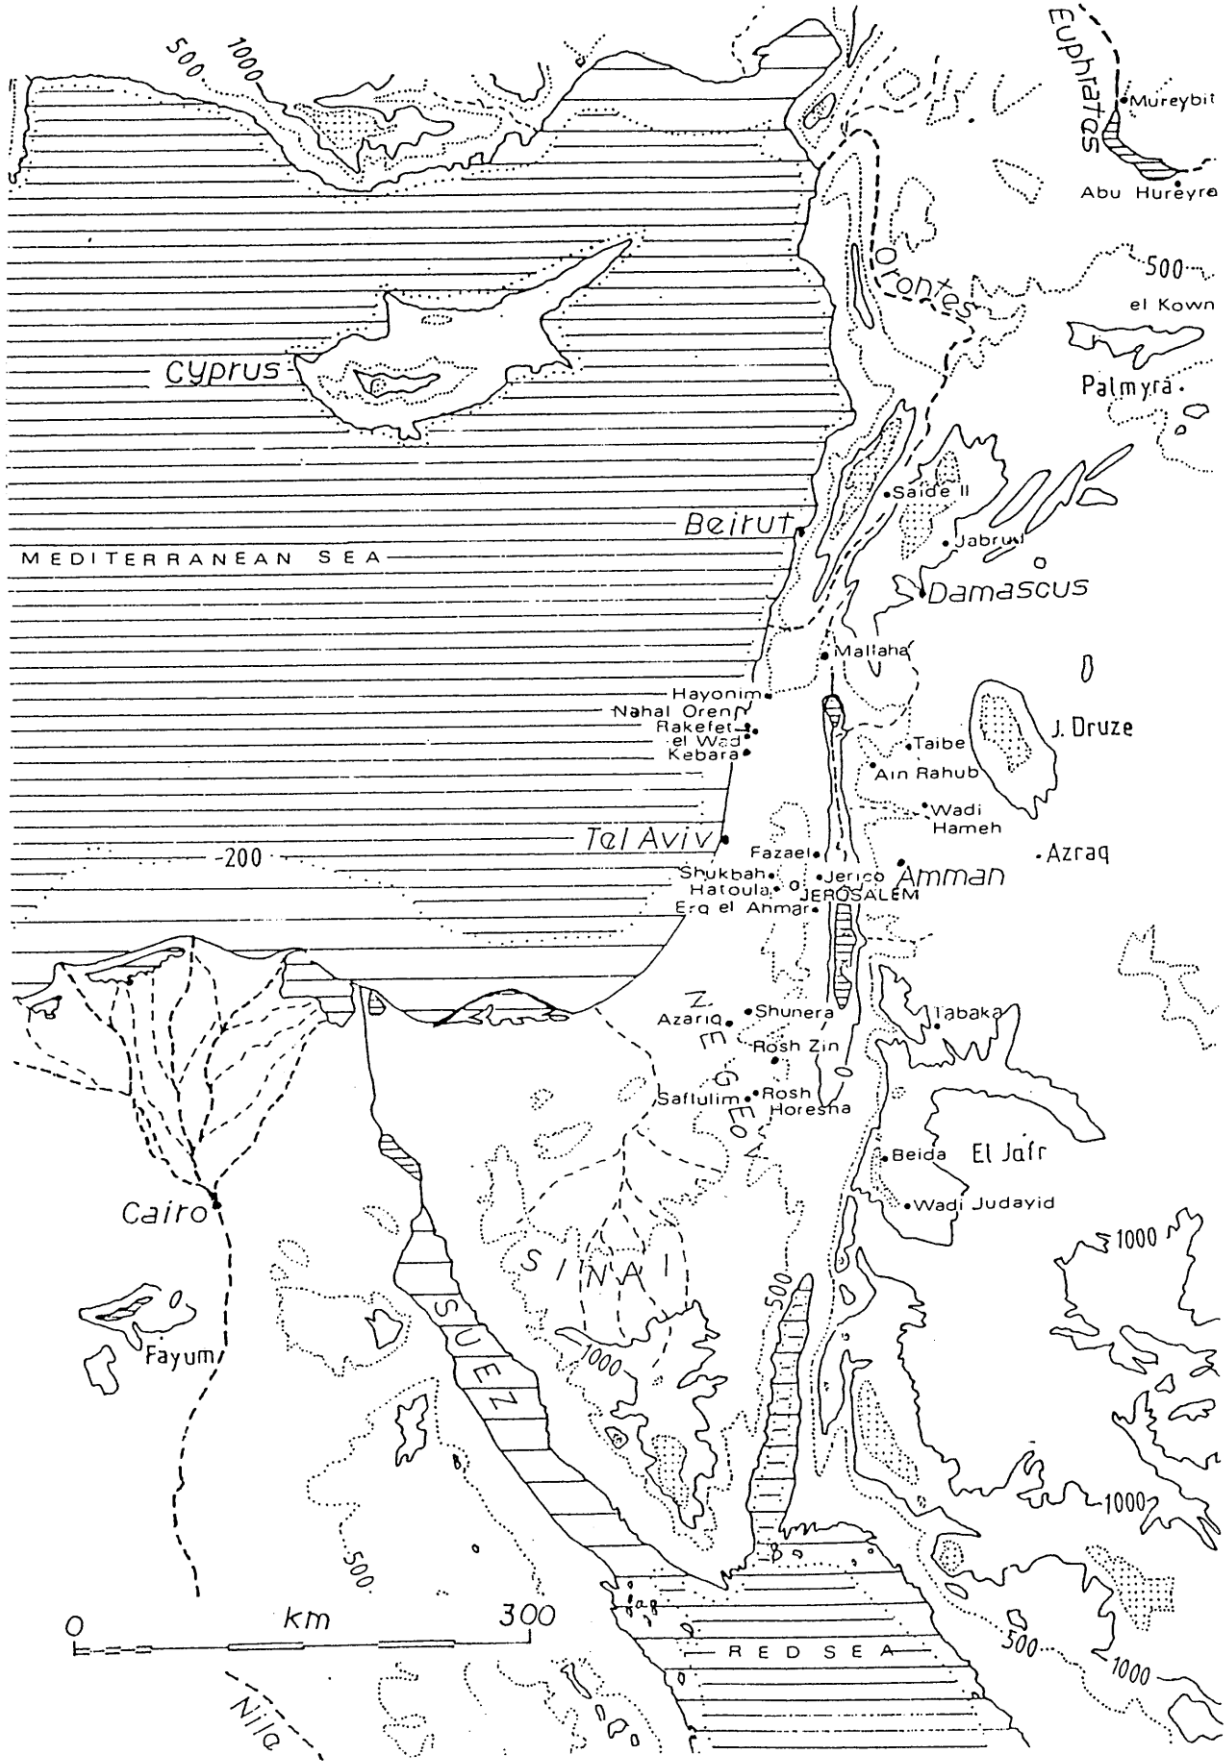 500
1000
Euphrates
Mureybit
Abu Hureyra
Orontes
500
el Kown
Cyprus
Palmyra
Saide II
Beirut
Jabrud
MEDITERRANEAN SEA
Damascus
Mallaha
Hayonim
Nahal Oren
Rakefet
el Wad
Kebara
J. Druze
Taibe
Ain Rahub
Wadi
Hameh
Tel Aviv
-200
Fazael
Azraq
Shukbah
Jerico
Amman
Hatoula
JEROSALEM
Erq el Ahmar
NEGEV
Shunera
Azariq
Tabaka
Rosh Zin
Saflulim
Rosh
Horesha
Beida
El Jafr
Cairo
Wadi Judayid
SINAI
1000
500
SUEZ
Fayum
1000
1000
500
0 km 300
RED SEA
500
1000
Nile